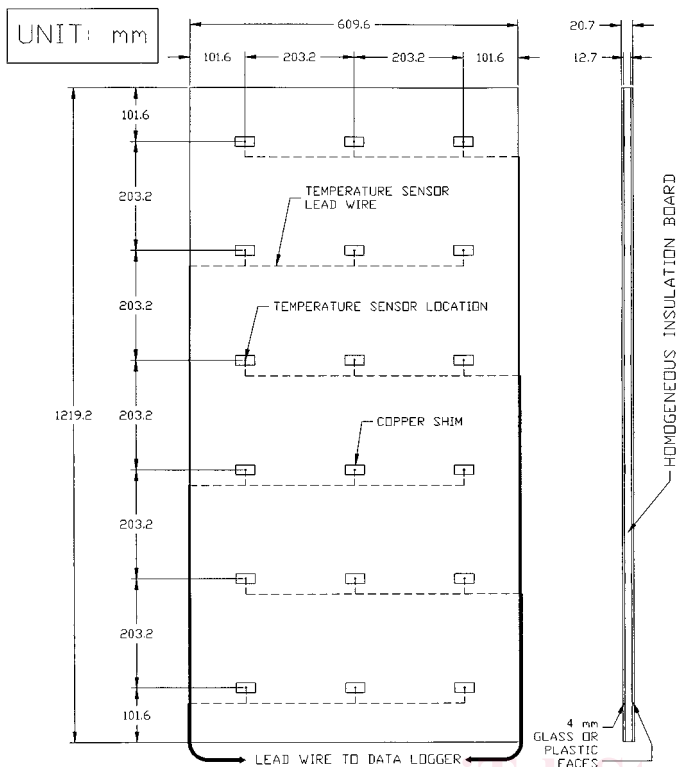 UNIT: mm
609.6
20.7
101.6
203.2
203.2
101.6
12.7
101.6
203.2
TEMPERATURE SENSOR
LEAD WIRE
203.2
TEMPERATURE SENSOR LOCATION
1219.2
203.2
COPPER SHIM
203.2
203.2
101.6
HOMOGENEOUS INSULATION BOARD
4 mm
GLASS OR
PLASTIC
FACES
LEAD WIRE TO DATA LOGGER